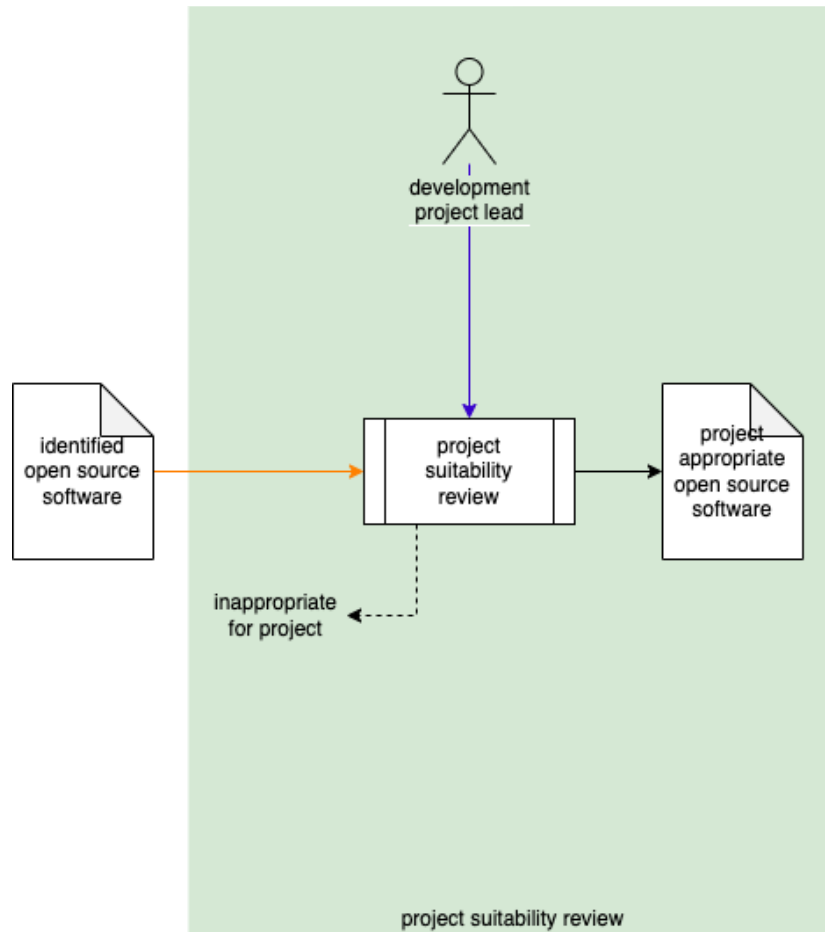 development
project lead
identified
open source
software
project
suitability
review
project
appropriate
open source
software
inappropriate
for project
project suitability review